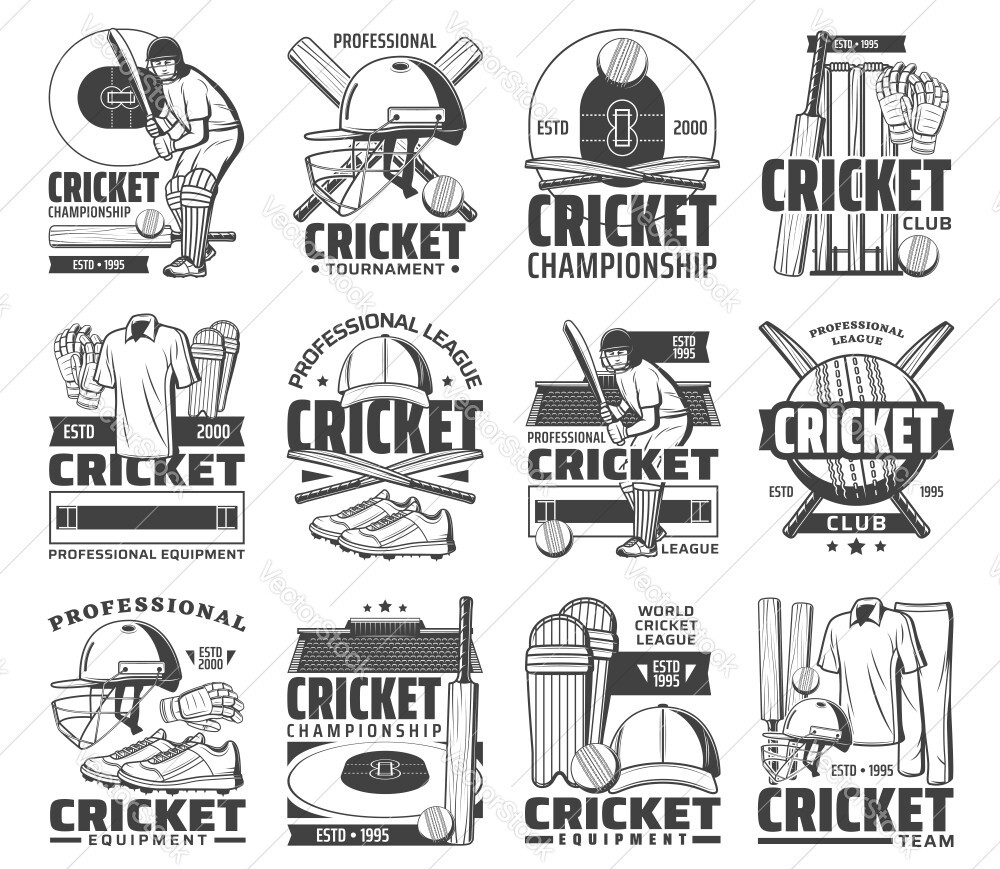 CRICKET
CHAMPIONSHIP
ESTD • 1995
PROFESSIONAL
CRICKET
• TOURNAMENT •
ESTD 2000
CRICKET
CHAMPIONSHIP
ESTD • 1995
CRICKET
CLUB
ESTD 2000
CRICKET
PROFESSIONAL EQUIPMENT
PROFESSIONAL LEAGUE
CRICKET
ESTD
1995
PROFESSIONAL
CRICKET
LEAGUE
PROFESSIONAL
LEAGUE
CRICKET
ESTD 1995
CLUB
PROFESSIONAL
ESTD
2000
CRICKET
EQUIPMENT
CRICKET
CHAMPIONSHIP
ESTD • 1995
WORLD
CRICKET
LEAGUE
ESTD
1995
CRICKET
EQUIPMENT
ESTD • 1995
CRICKET
TEAM
VectorStock